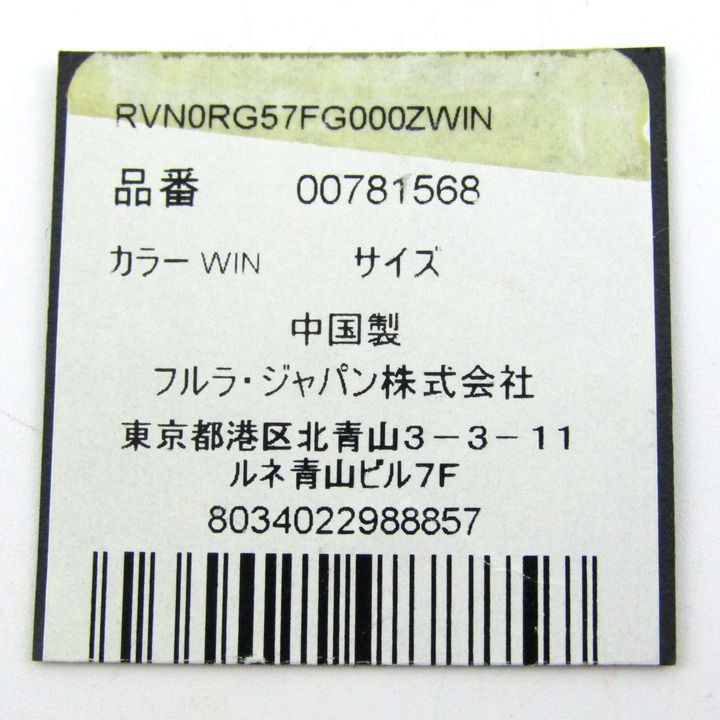 RVN0RG57FG000ZWIN
品番 00781568
カラー WIN サイズ
中国製
フルラ・ジャパン株式会社
東京都港区北青山3－3－11
ルネ青山ビル7F
8034022988857